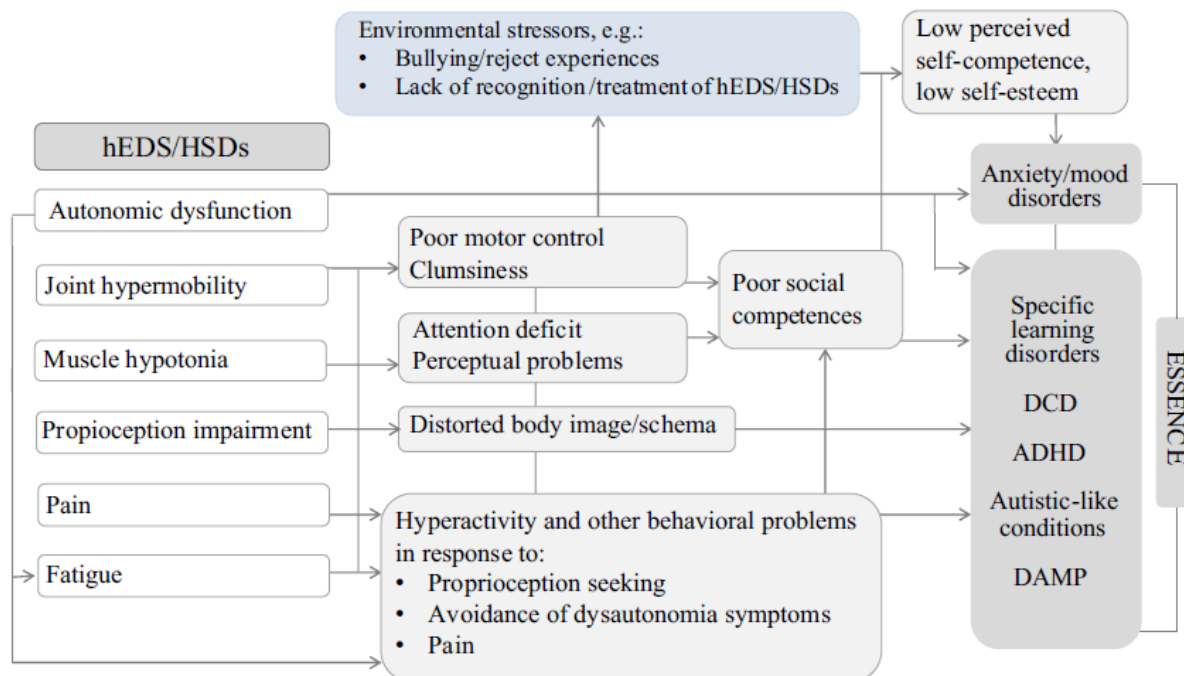 Environmental stressors, e.g.:
• Bullying/reject experiences
• Lack of recognition/treatment of hEDS/HSDs
Low perceived
self-competence,
low self-esteem
hEDS/HSDs
Anxiety/mood
disorders
Autonomic dysfunction
Joint hypermobility
Muscle hypotonia
Propioception impairment
Pain
Fatigue
Poor motor control
Clumsiness
Attention deficit
Perceptual problems
Distorted body image/schema
Hyperactivity and other behavioral problems
in response to:
• Proprioception seeking
• Avoidance of dysautonomia symptoms
• Pain
Poor social
competences
Specific
learning
disorders
DCD
ADHD
Autistic-like
conditions
DAMP
ESSENCE